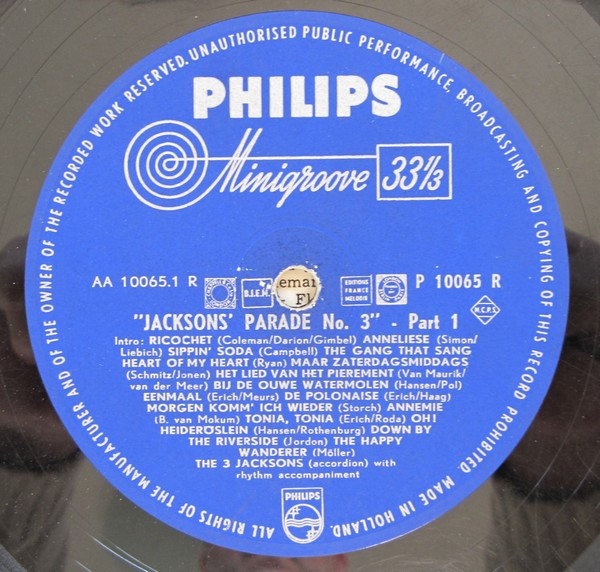 ALL RIGHTS OF THE MANUFACTURER AND OF THE OWNER OF THE RECORDED WORK RESERVED. UNAUTHORISED PUBLIC PERFORMANCE, BROADCASTING AND COPYING OF THIS RECORD PROHIBITED. MADE IN HOLLAND.
PHILIPS
Minigroove 33⅓
AA 10065.1 R B.I.E.M. EDITIONS FRANCE MELODIE P 10065 R
M.C.P.S.
"JACKSONS' PARADE No. 3" - Part 1
Intro: RICOCHET (Coleman/Darion/Gimbel) ANNELIESE (Simon/
Liebich) SIPPIN' SODA (Campbell) THE GANG THAT SANG
HEART OF MY HEART (Ryan) MAAR ZATERDAGSMIDDAGS
(Schmitz/Jonen) HET LIED VAN HET PIEREMENT (Van Maurik/
van der Meer) BIJ DE OUWE WATERMOLEN (Hansen/Pol)
EENMAAL (Erich/Meurs) DE POLONAISE (Erich/Haag)
MORGEN KOMM' ICH WIEDER (Storch) ANNEMIE
(B. van Mokum) TONIA, TONIA (Erich/Roda) OH!
HEIDERÖSLEIN (Hansen/Rothenburg) DOWN BY
THE RIVERSIDE (Jordon) THE HAPPY
WANDERER (Möller)
THE 3 JACKSONS (accordion) with
rhythm accompaniment
PHILIPS